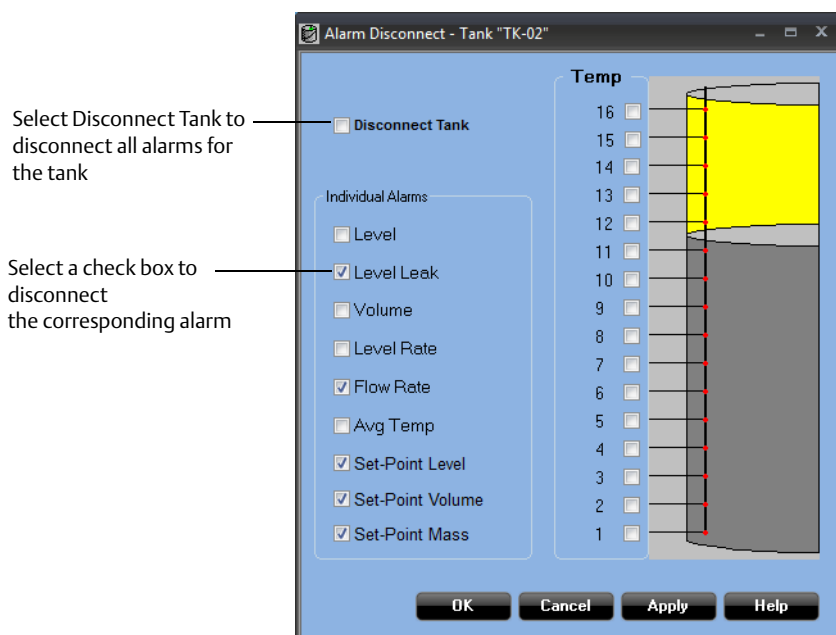 Alarm Disconnect - Tank "TK-02"
Select Disconnect Tank to
disconnect all alarms for
the tank
Disconnect Tank
Individual Alarms
Level
Select a check box to
disconnect
the corresponding alarm
Level Leak
Volume
Level Rate
Flow Rate
Avg Temp
Set-Point Level
Set-Point Volume
Set-Point Mass
Temp
16
15
14
13
12
11
10
9
8
7
6
5
4
3
2
1
OK
Cancel
Apply
Help